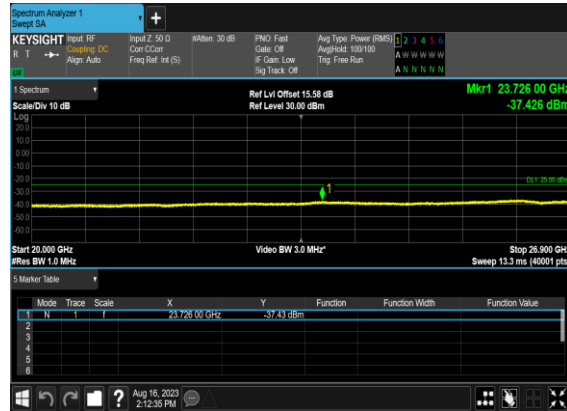 Spectrum Analyzer 1
Swept SA
+
KEYSIGHT Input: RF Input Z: 50 Ω #Atten: 30 dB PNO: Fast Avg Type: Power (RMS) 1 2 3 4 5 6
R T Coupling: DC Corr CCorr Gate: Off Avg|Hold: 100/100 A W W W W W
Align: Auto Freq Ref: Int (S) IF Gain: Low Trig: Free Run
Sig Track: Off A N N N N N
1 Spectrum Ref Lvl Offset 15.58 dB Mkr1 23.726 00 GHz
Scale/Div 10 dB Ref Level 30.00 dBm -37.426 dBm
Log
20.0
10.0
0.00
-10.0
-20.0 DL1 -25.00 dBm
-30.0 1
-40.0
-50.0
-60.0
Start 20.000 GHz Video BW 3.0 MHz* Stop 26.900 GHz
#Res BW 1.0 MHz Sweep 13.3 ms (40001 pts)
5 Marker Table
Mode Trace Scale X Y Function Function Width Function Value
1 N 1 f 23.726 00 GHz -37.43 dBm
2
3
4
5
6
? Aug 16, 2023
2:12:35 PM